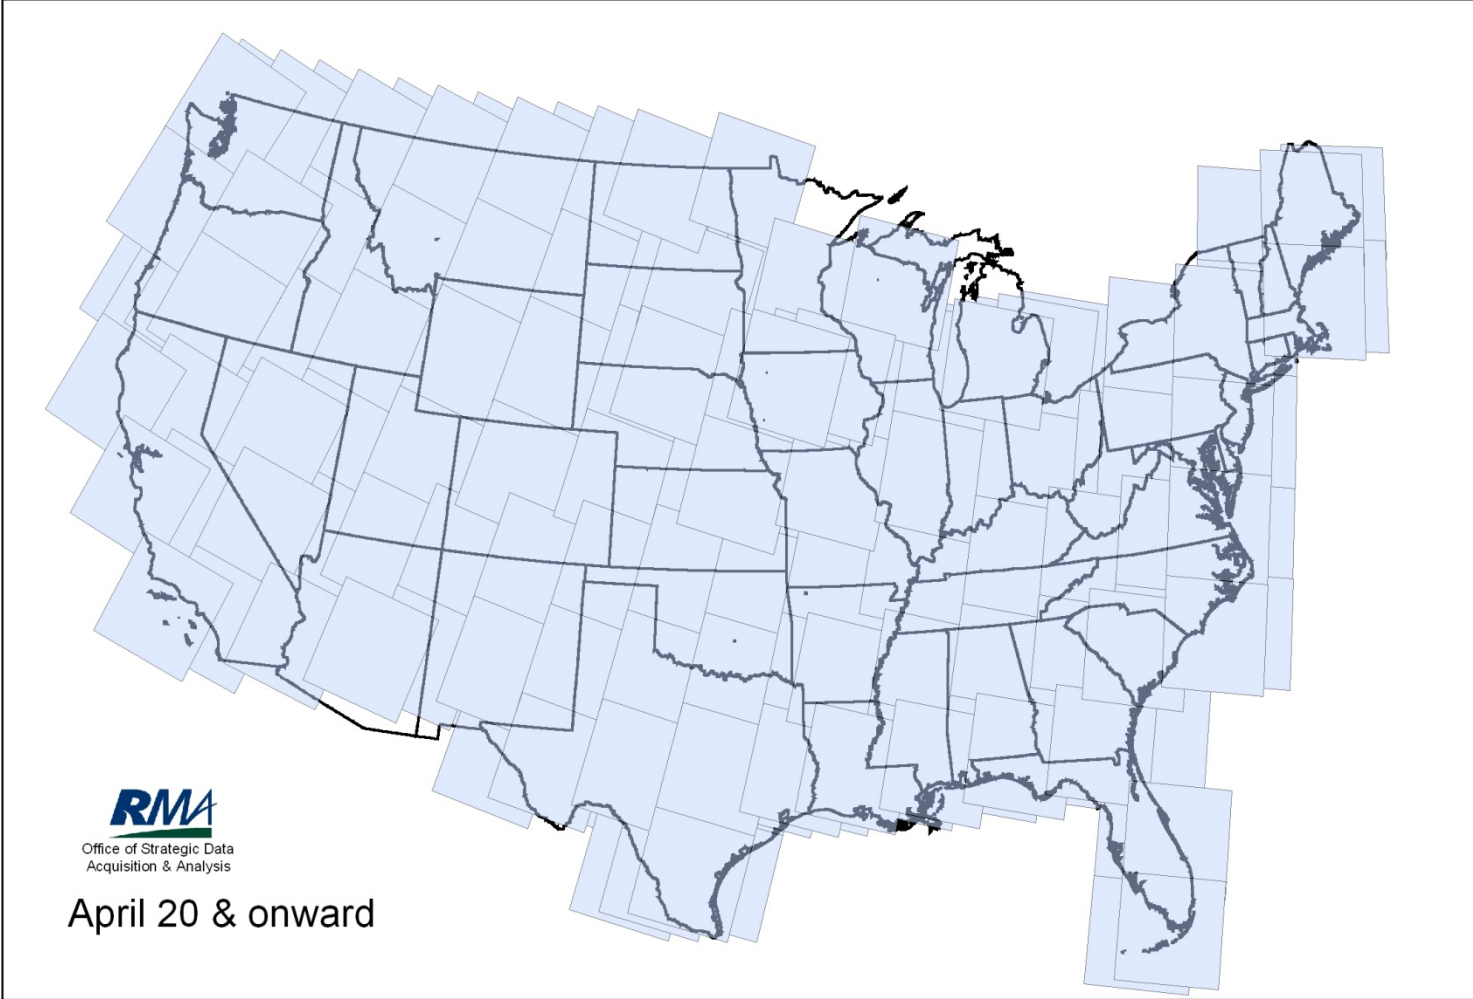 RMA
Office of Strategic Data
Acquisition & Analysis
April 20 & onward